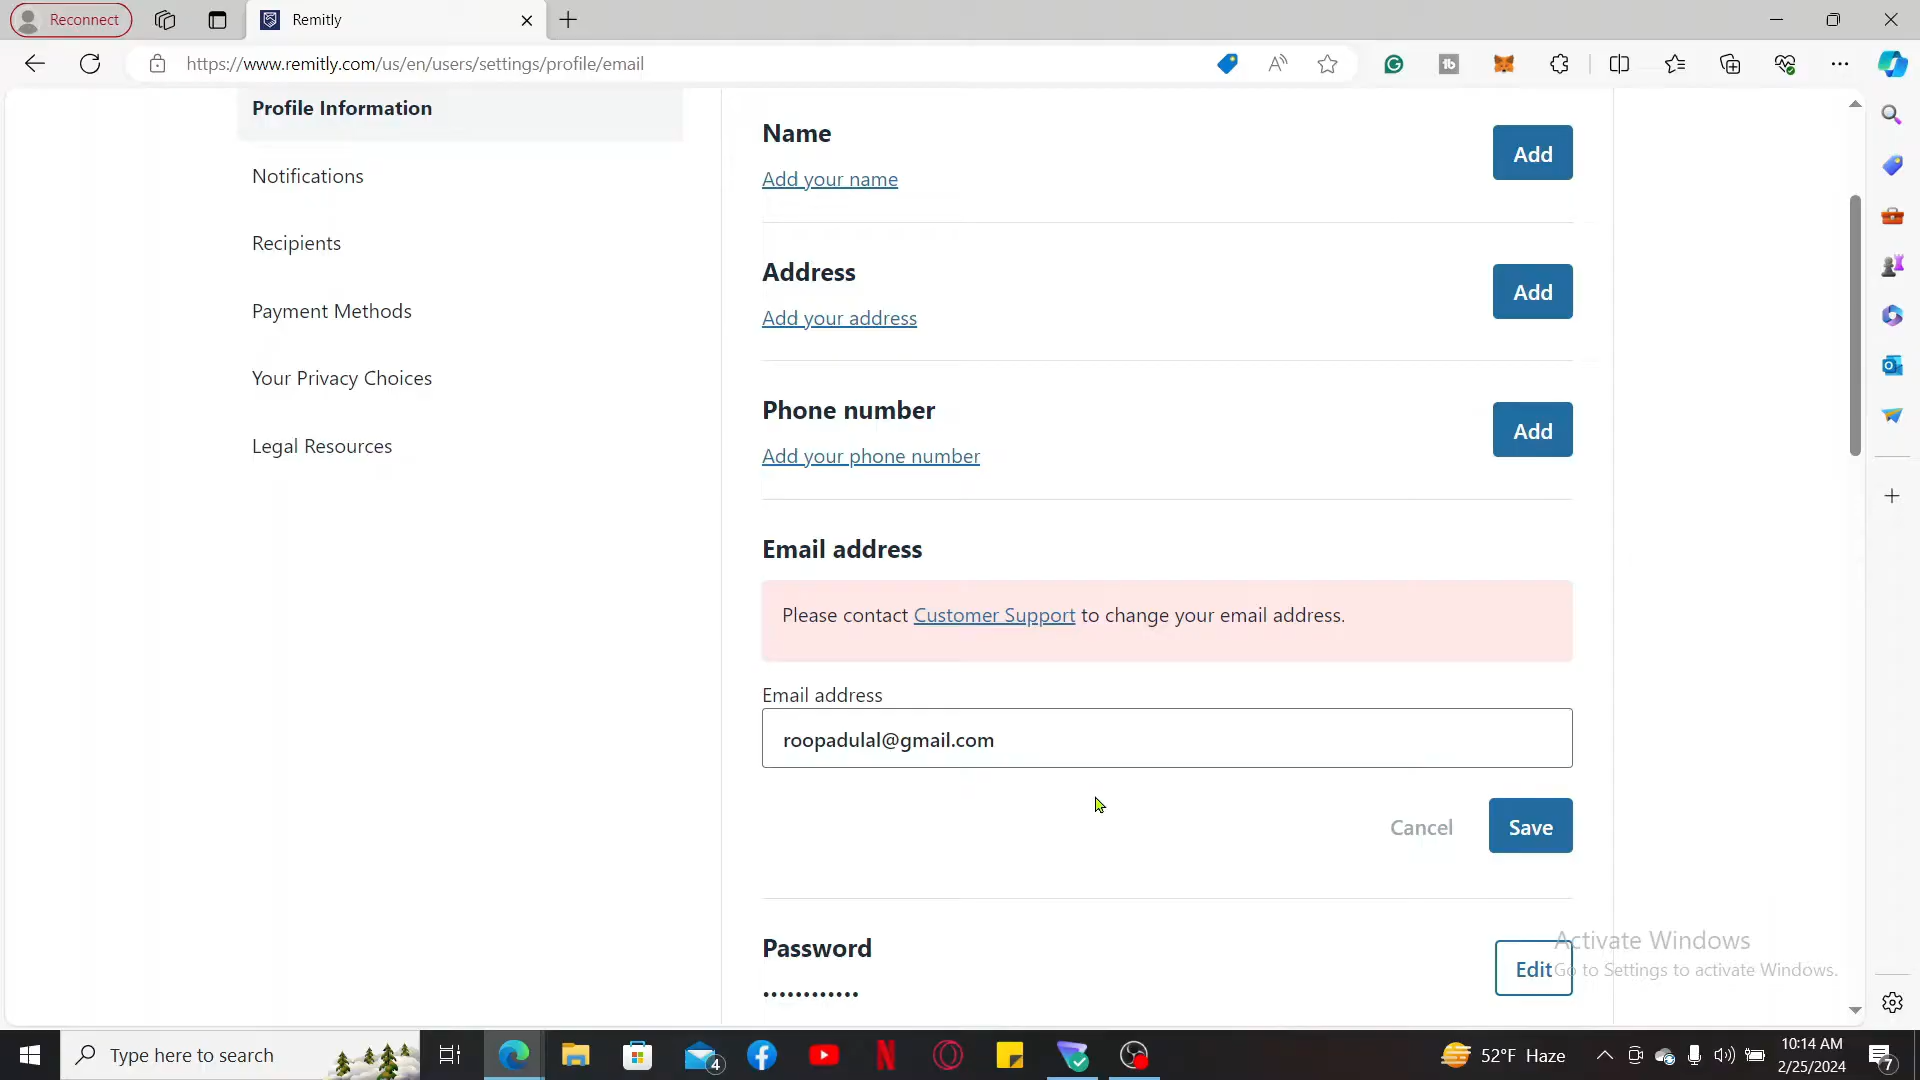 Reconnect
Remitly
https://www.remitly.com/us/en/users/settings/profile/email
Profile Information
Notifications
Recipients
Payment Methods
Your Privacy Choices
Legal Resources
Name
Add your name
Add
Address
Add your address
Add
Phone number
Add your phone number
Add
Email address
Please contact Customer Support to change your email address.
Email address
roopadulal@gmail.com
Cancel
Save
Password
Edit
Activate Windows
Go to Settings to activate Windows.
Type here to search
4
52°F Haze
10:14 AM
2/25/2024
7